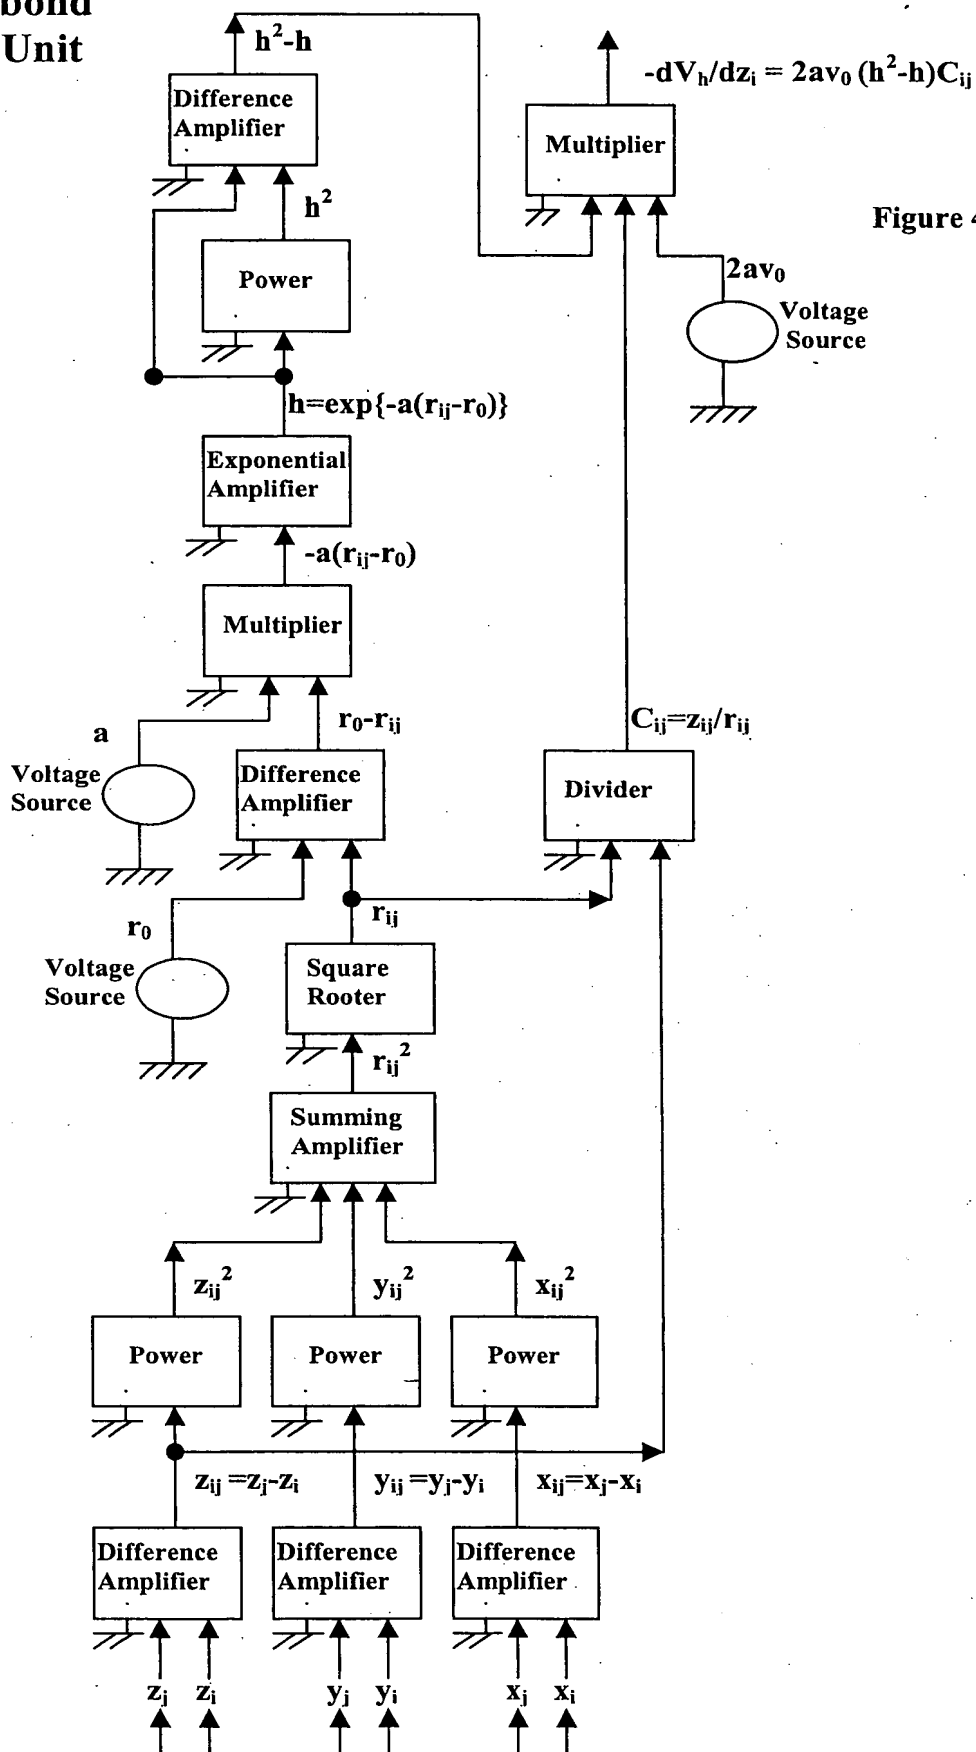 bond
Unit
h²-h
-dVₕ/dzᵢ = 2av₀ (h²-h)Cᵢⱼ
Difference
Amplifier
Multiplier
h²
Figure 4
Power
2av₀
Voltage
Source
h=exp{-a(rᵢⱼ-r₀)}
Exponential
Amplifier
-a(rᵢⱼ-r₀)
Multiplier
a
r₀-rᵢⱼ
Cᵢⱼ=zᵢⱼ/rᵢⱼ
Voltage
Source
Difference
Amplifier
Divider
r₀
rᵢⱼ
Voltage
Source
Square
Rooter
rᵢⱼ²
Summing
Amplifier
zᵢⱼ²
yᵢⱼ²
xᵢⱼ²
Power
Power
Power
zᵢⱼ =zⱼ-zᵢ
yᵢⱼ =yⱼ-yᵢ
xᵢⱼ=xⱼ-xᵢ
Difference
Amplifier
Difference
Amplifier
Difference
Amplifier
zⱼ zᵢ
yⱼ yᵢ
xⱼ xᵢ